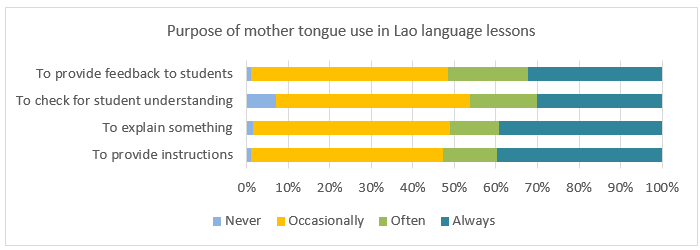 Purpose of mother tongue use in Lao language lessons
To provide feedback to students
To check for student understanding
To explain something
To provide instructions
0% 10% 20% 30% 40% 50% 60% 70% 80% 90% 100%
Never Occasionally Often Always